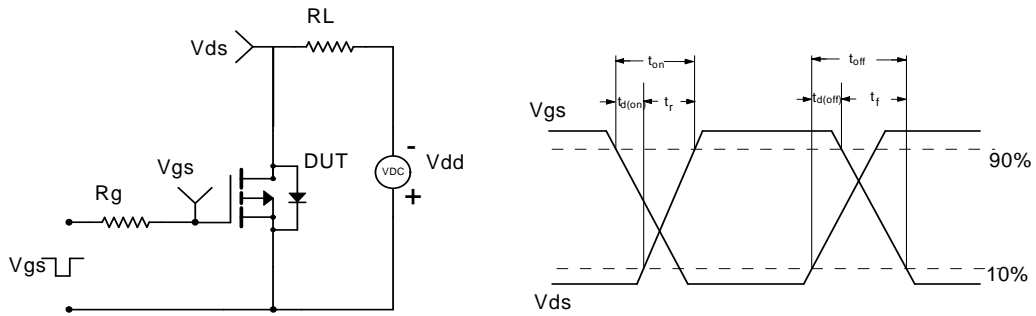 RL
Vds
Vgs
DUT
-
VDC
Vdd
+
Rg
Vgs
ton
toff
td(on)
tr
td(off)
tf
Vgs
90%
10%
Vds